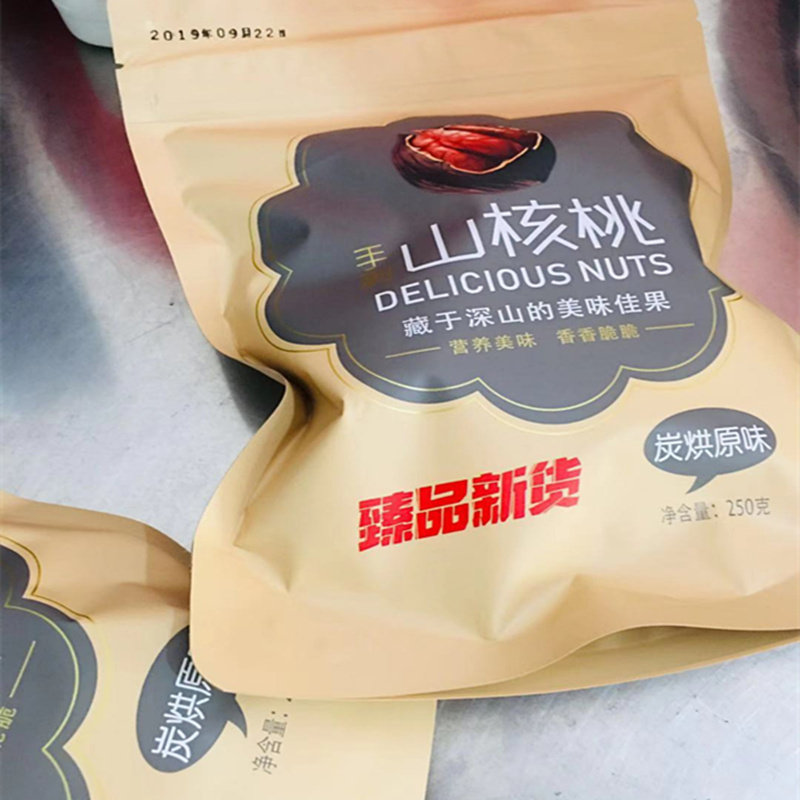 2019年09月22日
手剥
山核桃
DELICIOUS NUTS
藏于深山的美味佳果
营养美味 香香脆脆
炭烘原味
臻品新货
净含量：250克
炭烘原
净含量：
脆